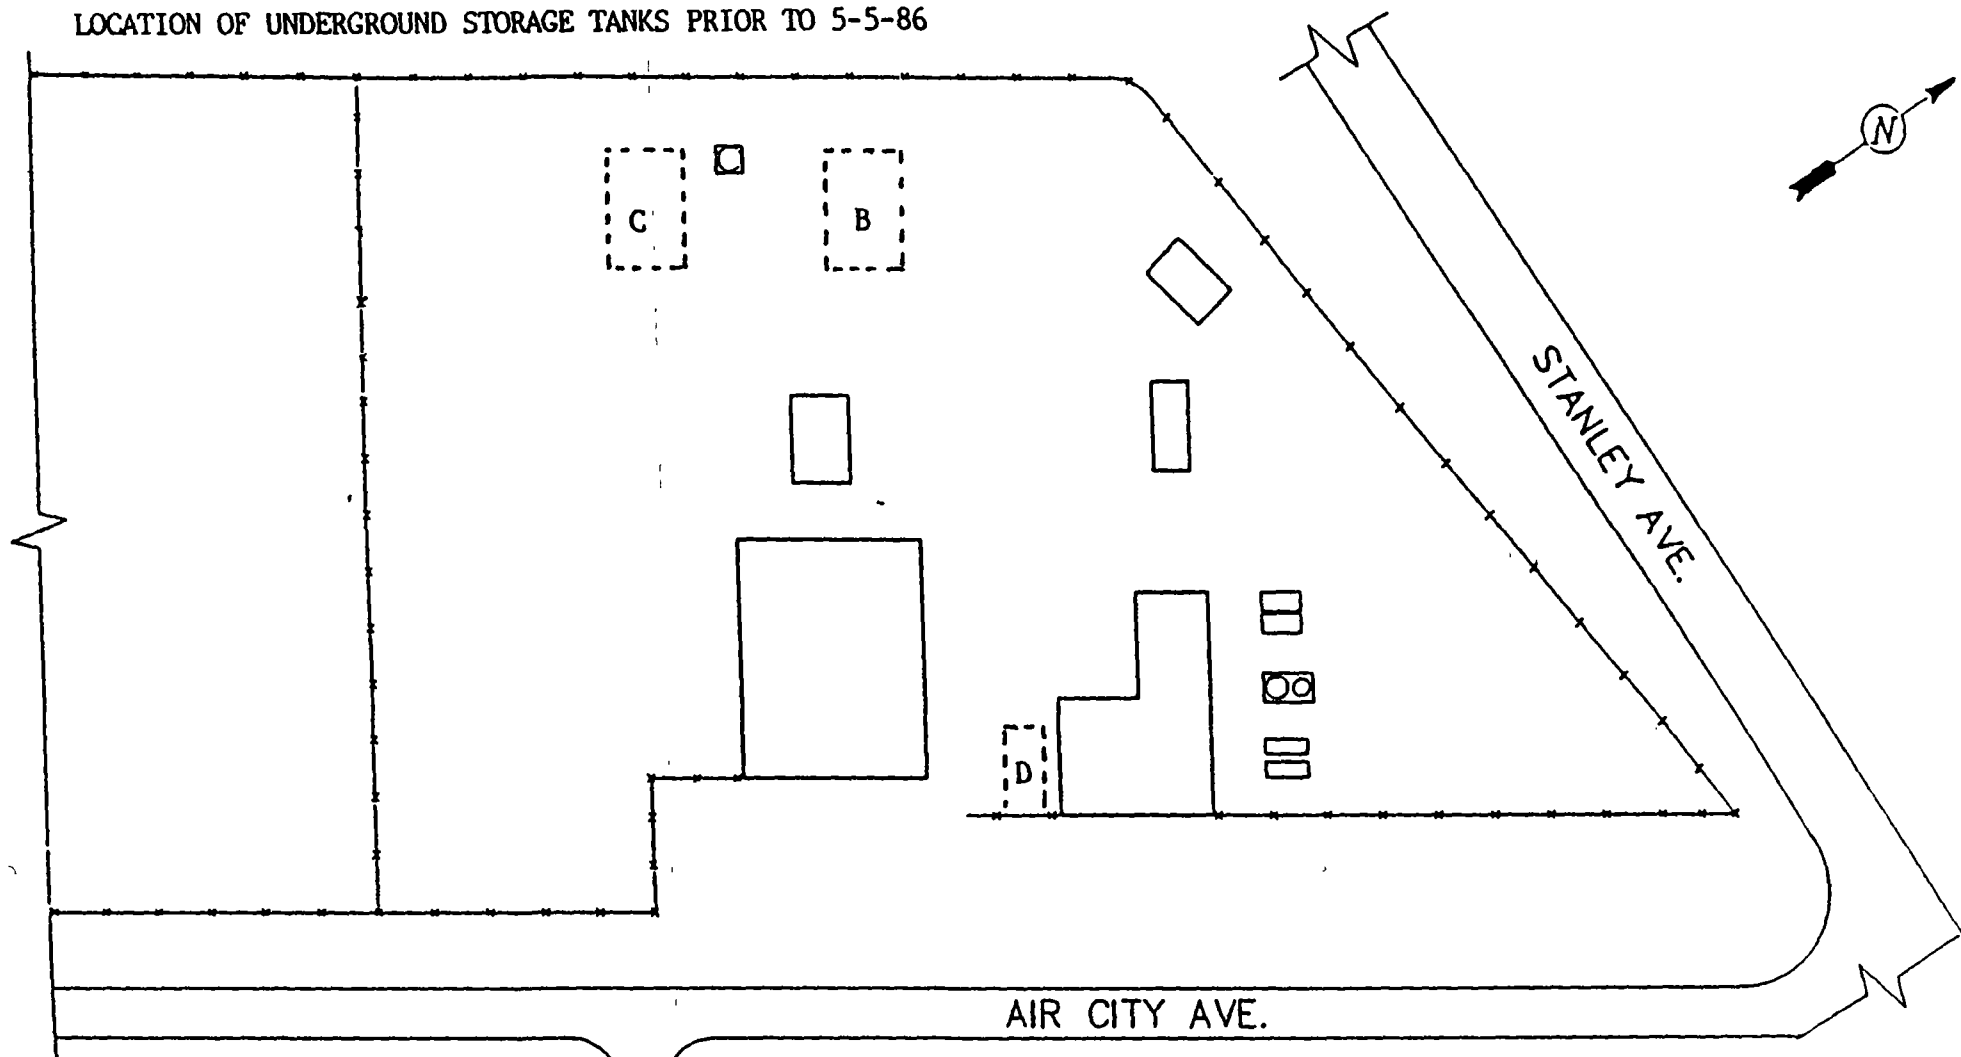 LOCATION OF UNDERGROUND STORAGE TANKS PRIOR TO 5-5-86
N
C
B
STANLEY AVE.
D
AIR CITY AVE.